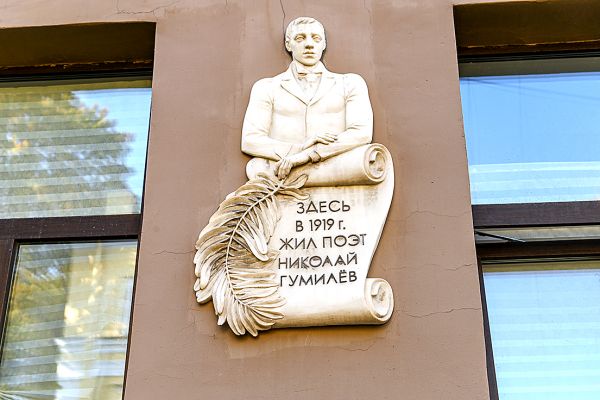 ЗДЕСЬ
В 1919 г.
ЖИЛ ПОЭТ
НИКОЛАЙ
ГУМИЛЁВ